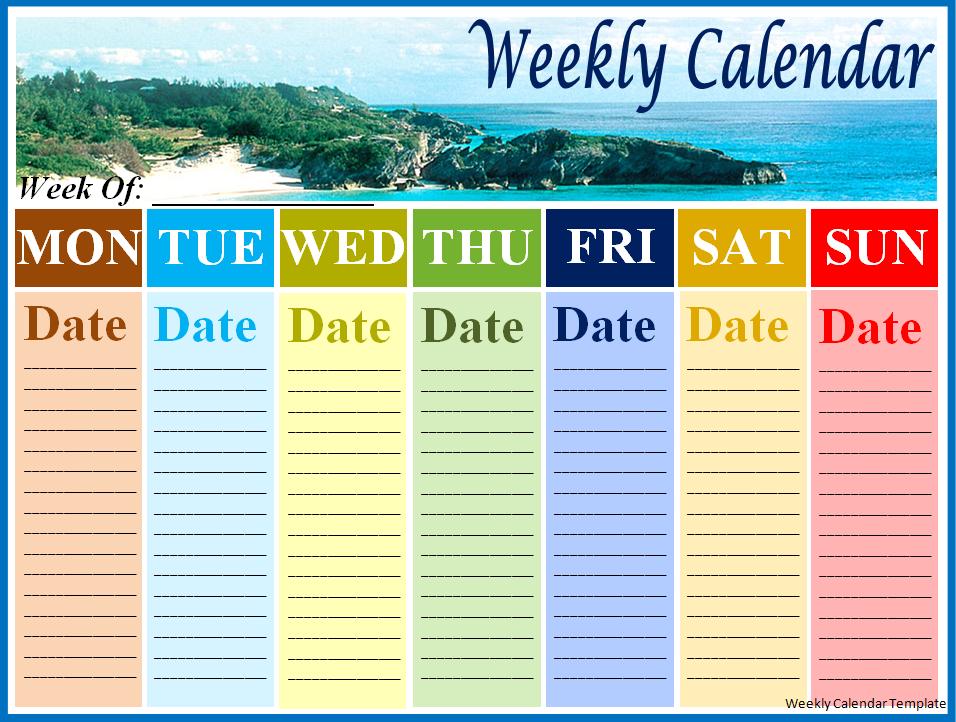 Weekly Calendar
Week Of: ________________
MON TUE WED THU FRI SAT SUN
Date Date Date Date Date Date Date
Weekly Calendar Template